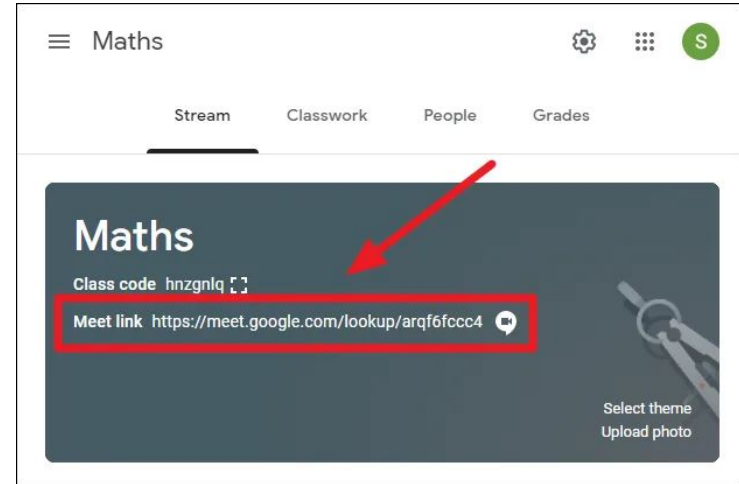 Maths
S
Stream Classwork People Grades
Maths
Class code hnzgnlq
Meet link https://meet.google.com/lookup/arqf6fccc4
Select theme
Upload photo